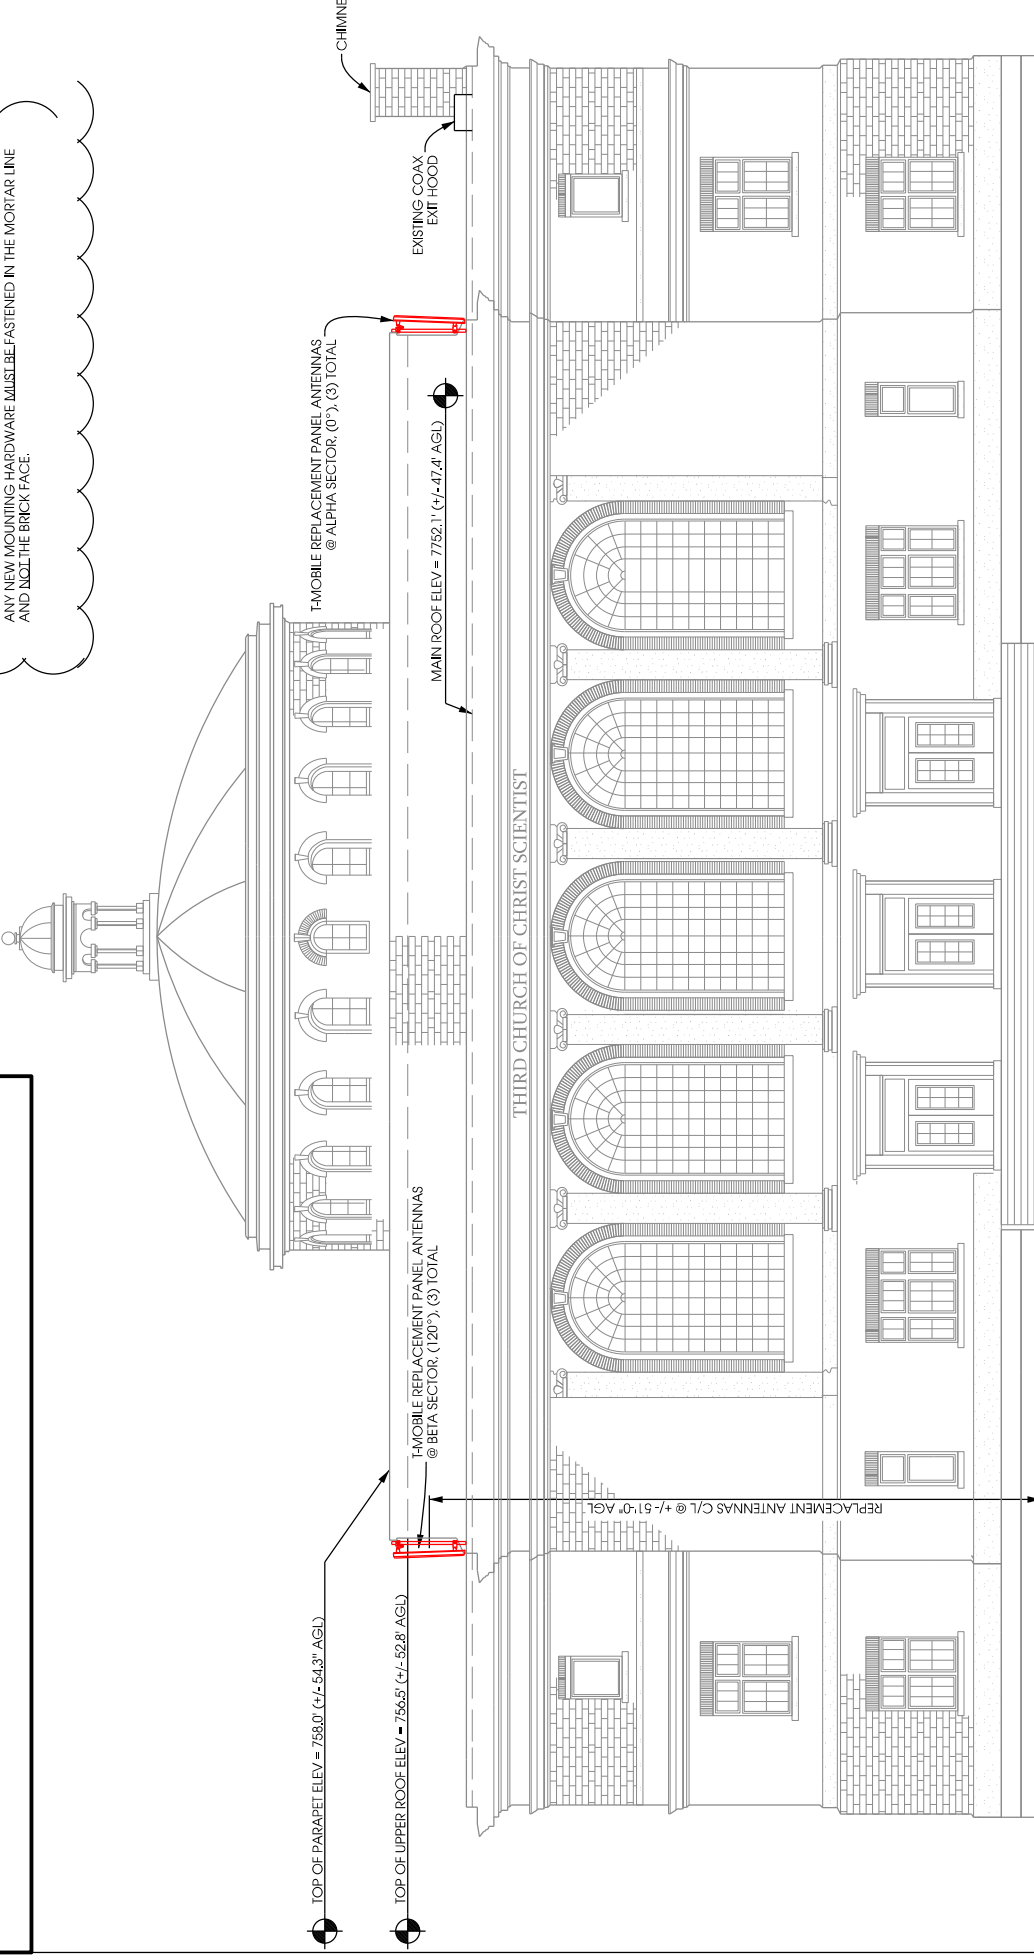 ANY NEW MOUNTING HARDWARE MUST BE FASTENED IN THE MORTAR LINE
AND NOT THE BRICK FACE.
CHIMNE
EXISTING COAX
EXIT HOOD
T-MOBILE REPLACEMENT PANEL ANTENNAS
@ ALPHA SECTOR, (0°), (3) TOTAL
MAIN ROOF ELEV = 7752.1' (+/- 47.4' AGL)
THIRD CHURCH OF CHRIST SCIENTIST
T-MOBILE REPLACEMENT PANEL ANTENNAS
@ BETA SECTOR, (120°), (3) TOTAL
REPLACEMENT ANTENNAS C/L @ +/- 51'-0" AGL
TOP OF PARAPET ELEV = 758.0' (+/- 54.3" AGL)
TOP OF UPPER ROOF ELEV = 756.5' (+/- 52.8' AGL)